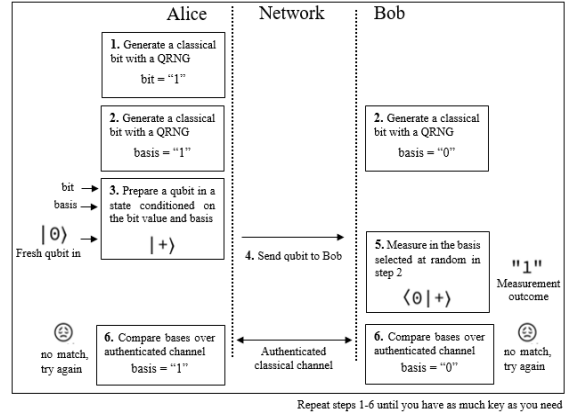 Alice
Network
Bob
1. Generate a classical
bit with a QRNG
bit = “1”
2. Generate a classical
bit with a QRNG
basis = “1”
2. Generate a classical
bit with a QRNG
basis = “0”
bit
basis
|0⟩
Fresh qubit in
3. Prepare a qubit in a
state conditioned on
the bit value and basis
|+⟩
4. Send qubit to Bob
5. Measure in the basis
selected at random in
step 2
⟨0|+⟩
"1"
Measurement
outcome
no match,
try again
6. Compare bases over
authenticated channel
basis = “1”
Authenticated
classical channel
6. Compare bases over
authenticated channel
basis = “0”
no match,
try again
Repeat steps 1-6 until you have as much key as you need